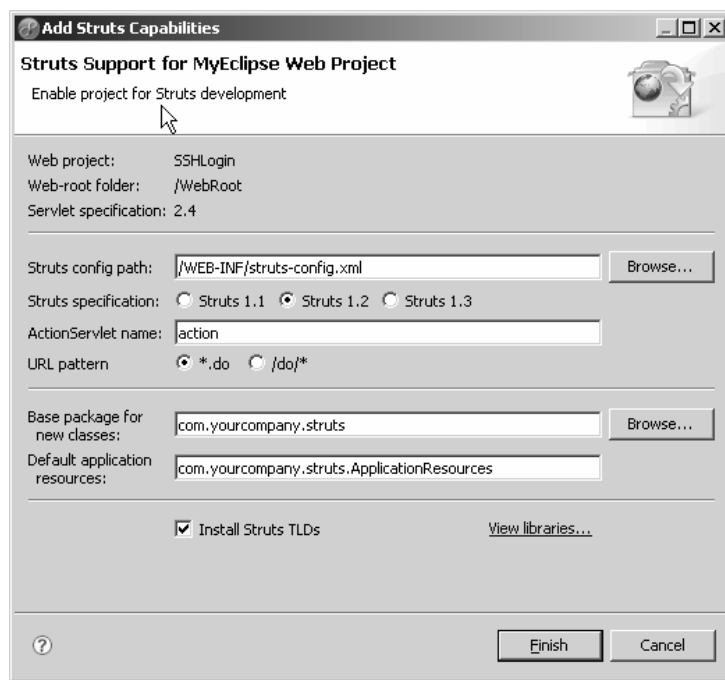 Add Struts Capabilities
Struts Support for MyEclipse Web Project
Enable project for Struts development
Web project: SSHLogin
Web-root folder: /WebRoot
Servlet specification: 2.4
Struts config path: /WEB-INF/struts-config.xml Browse...
Struts specification: Struts 1.1 Struts 1.2 Struts 1.3
ActionServlet name: action
URL pattern *.do /do/*
Base package for
new classes: com.yourcompany.struts Browse...
Default application
resources: com.yourcompany.struts.ApplicationResources
Install Struts TLDs View libraries...
? Finish Cancel